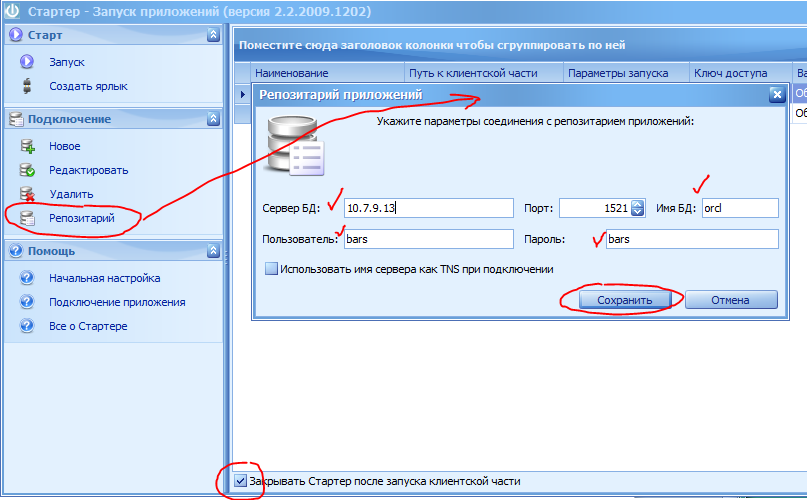 Стартер - Запуск приложений (версия 2.2.2009.1202)
Старт
Запуск
Создать ярлык
Подключение
Новое
Редактировать
Удалить
Репозитарий
Помощь
Начальная настройка
Подключение приложения
Все о Стартере
Поместите сюда заголовок колонки чтобы сгруппировать по ней
Наименование Путь к клиентской части Параметры запуска Ключ доступа Ва
Об
Об
Репозитарий приложений
Укажите параметры соединения с репозитарием приложений:
Сервер БД: 10.7.9.13 Порт: 1521 Имя БД: orcl
Пользователь: bars Пароль: bars
Использовать имя сервера как TNS при подключении
Сохранить Отмена
Закрывать Стартер после запуска клиентской части